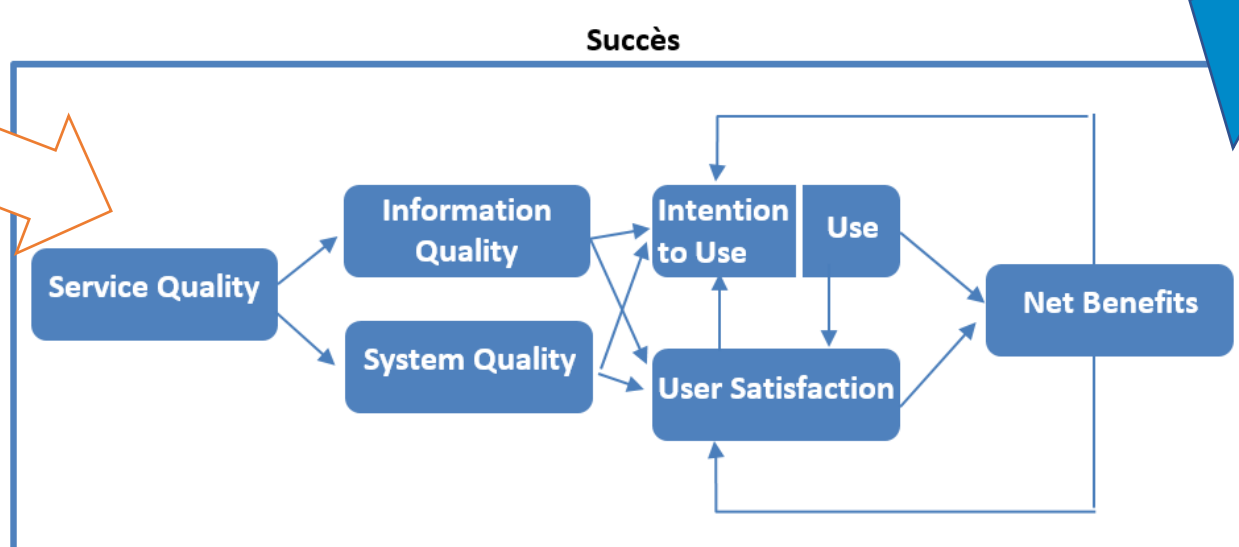 Succès
Information
Quality
Intention
to Use
Use
Service Quality
Net Benefits
System Quality
User Satisfaction